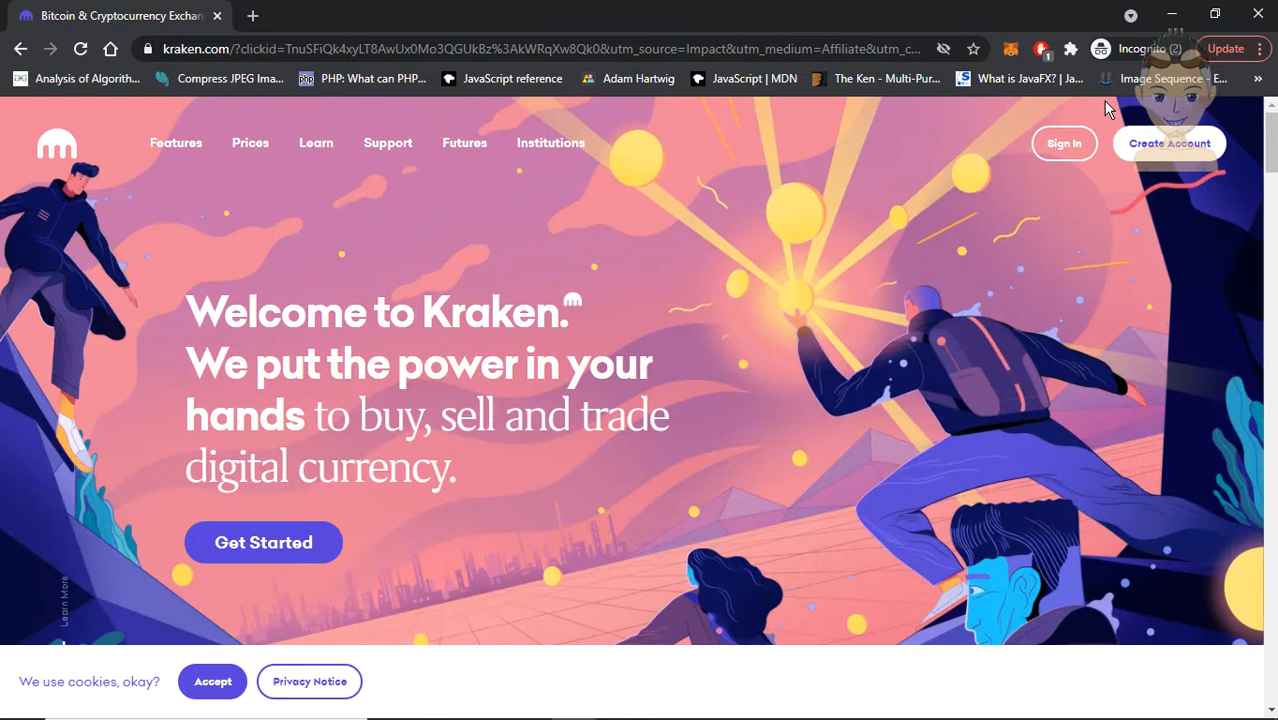 Bitcoin & Cryptocurrency Exchan
kraken.com/?clickid=TnuSFiQk4xyLT8AwUx0Mo3QGUkBz%3AkWRqXw8Qk0&utm_source=Impact&utm_medium=Affiliate&utm_c...
1
Incognito (2)
Update
Analysis of Algorith...
Compress JPEG Ima...
PHP: What can PHP...
JavaScript reference
Adam Hartwig
JavaScript | MDN
The Ken - Multi-Pur...
What is JavaFX? | Ja...
Image Sequence - E...
Features
Prices
Learn
Support
Futures
Institutions
Sign In
Create Account
Welcome to Kraken.
We put the power in your
hands to buy, sell and trade
digital currency.
Get Started
Learn More
We use cookies, okay?
Accept
Privacy Notice